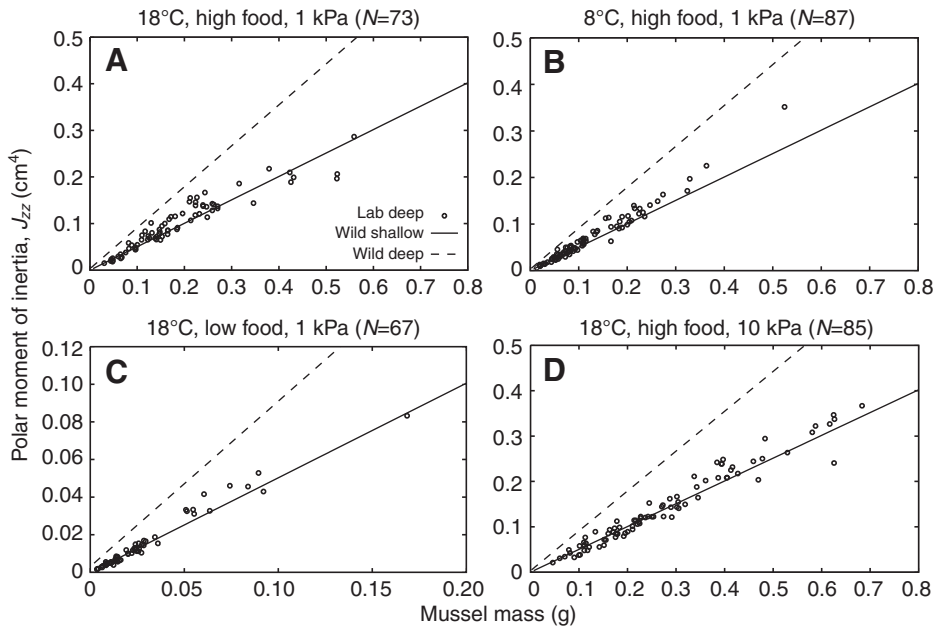 18°C, high food, 1 kPa (N=73)
8°C, high food, 1 kPa (N=87)
A
B
0.5
0.4
0.3
0.2
0.1
0
0 0.1 0.2 0.3 0.4 0.5 0.6 0.7 0.8
Lab deep
Wild shallow
Wild deep
0.5
0.4
0.3
0.2
0.1
0
0 0.1 0.2 0.3 0.4 0.5 0.6 0.7 0.8
18°C, low food, 1 kPa (N=67)
18°C, high food, 10 kPa (N=85)
C
D
0.12
0.10
0.08
0.06
0.04
0.02
0
0 0.05 0.10 0.15 0.20
0.5
0.4
0.3
0.2
0.1
0
0 0.1 0.2 0.3 0.4 0.5 0.6 0.7 0.8
Polar moment of inertia, Jzz (cm4)
Mussel mass (g)